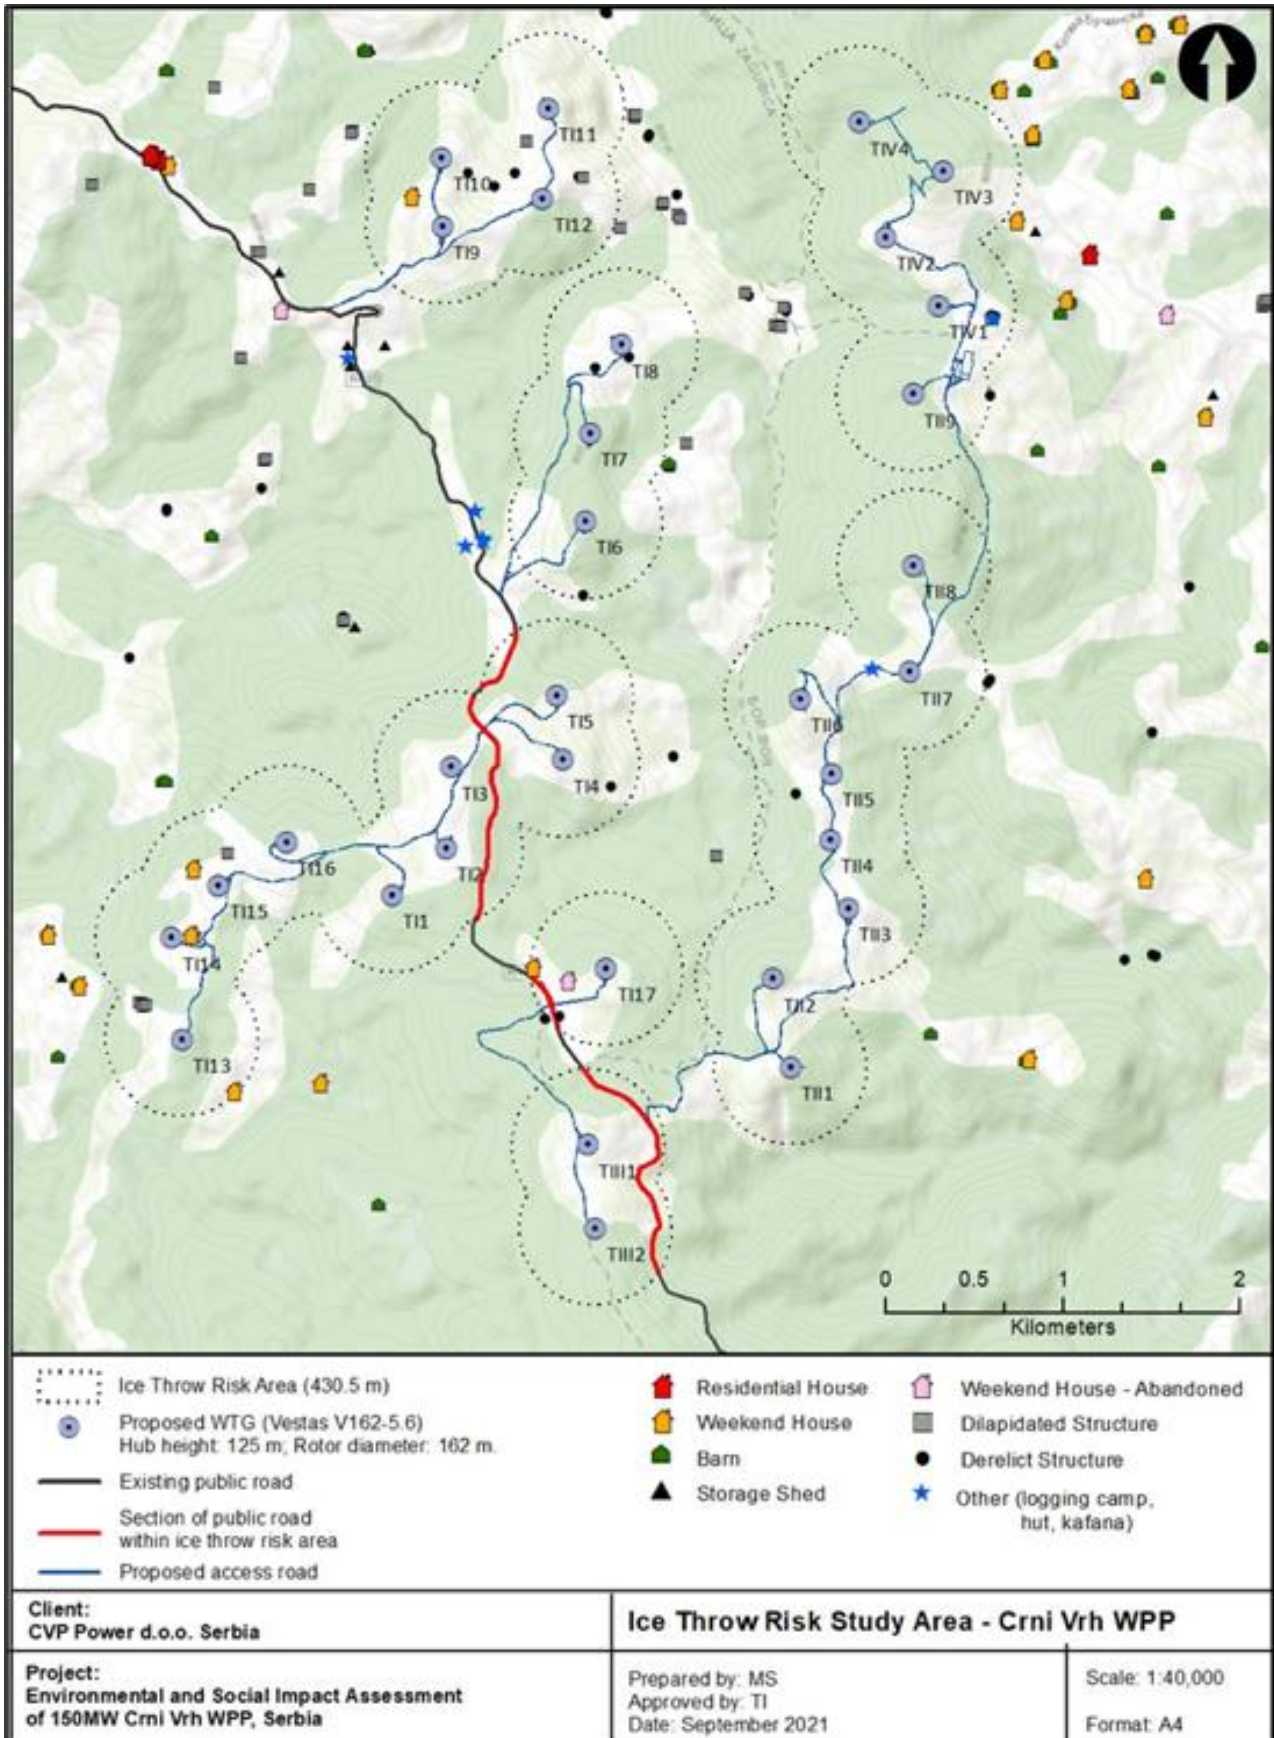 TI11
TIV4
TI10
TIV3
TI12
TI9
TIV2
TIV1
TI8
TII9
TI7
TI6
TII8
TII7
TI5
TII6
TI4
TI3
TII5
TII4
TI2
TI16
TI15
TI1
TII3
TI14
TI17
TII2
TI13
TII1
TIII1
TIII2
0 0.5 1 2
Kilometers
Ice Throw Risk Area (430.5 m)
Proposed WTG (Vestas V162-5.6)
Hub height: 125 m; Rotor diameter: 162 m.
Existing public road
Section of public road
within ice throw risk area
Proposed access road
Residential House
Weekend House
Barn
Storage Shed
Weekend House - Abandoned
Dilapidated Structure
Derelict Structure
Other (logging camp,
hut, kafana)
Client:
CVP Power d.o.o. Serbia
Ice Throw Risk Study Area - Crni Vrh WPP
Project:
Environmental and Social Impact Assessment
of 150MW Crni Vrh WPP, Serbia
Prepared by: MS
Approved by: TI
Date: September 2021
Scale: 1:40,000
Format: A4